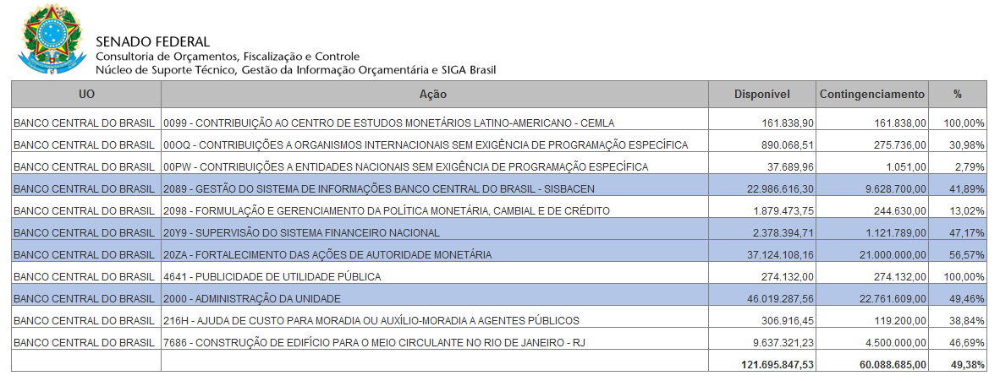 SENADO FEDERAL
Consultoria de Orçamentos, Fiscalização e Controle
Núcleo de Suporte Técnico, Gestão da Informação Orçamentária e SIGA Brasil
UO Ação Disponível Contingenciamento %
BANCO CENTRAL DO BRASIL 0099 - CONTRIBUIÇÃO AO CENTRO DE ESTUDOS MONETÁRIOS LATINO-AMERICANO - CEMLA 161.838,90 161.838,00 100,00%
BANCO CENTRAL DO BRASIL 00OQ - CONTRIBUIÇÕES A ORGANISMOS INTERNACIONAIS SEM EXIGÊNCIA DE PROGRAMAÇÃO ESPECÍFICA 890.068,51 275.736,00 30,98%
BANCO CENTRAL DO BRASIL 00PW - CONTRIBUIÇÕES A ENTIDADES NACIONAIS SEM EXIGÊNCIA DE PROGRAMAÇÃO ESPECÍFICA 37.689,96 1.051,00 2,79%
BANCO CENTRAL DO BRASIL 2089 - GESTÃO DO SISTEMA DE INFORMAÇÕES BANCO CENTRAL DO BRASIL - SISBACEN 22.986.616,30 9.628.700,00 41,89%
BANCO CENTRAL DO BRASIL 2098 - FORMULAÇÃO E GERENCIAMENTO DA POLÍTICA MONETÁRIA, CAMBIAL E DE CRÉDITO 1.879.473,75 244.630,00 13,02%
BANCO CENTRAL DO BRASIL 20Y9 - SUPERVISÃO DO SISTEMA FINANCEIRO NACIONAL 2.378.394,71 1.121.789,00 47,17%
BANCO CENTRAL DO BRASIL 20ZA - FORTALECIMENTO DAS AÇÕES DE AUTORIDADE MONETÁRIA 37.124.108,16 21.000.000,00 56,57%
BANCO CENTRAL DO BRASIL 4641 - PUBLICIDADE DE UTILIDADE PÚBLICA 274.132,00 274.132,00 100,00%
BANCO CENTRAL DO BRASIL 2000 - ADMINISTRAÇÃO DA UNIDADE 46.019.287,56 22.761.609,00 49,46%
BANCO CENTRAL DO BRASIL 216H - AJUDA DE CUSTO PARA MORADIA OU AUXÍLIO-MORADIA A AGENTES PÚBLICOS 306.916,45 119.200,00 38,84%
BANCO CENTRAL DO BRASIL 7686 - CONSTRUÇÃO DE EDIFÍCIO PARA O MEIO CIRCULANTE NO RIO DE JANEIRO - RJ 9.637.321,23 4.500.000,00 46,69%
121.695.847,53 60.088.685,00 49,38%